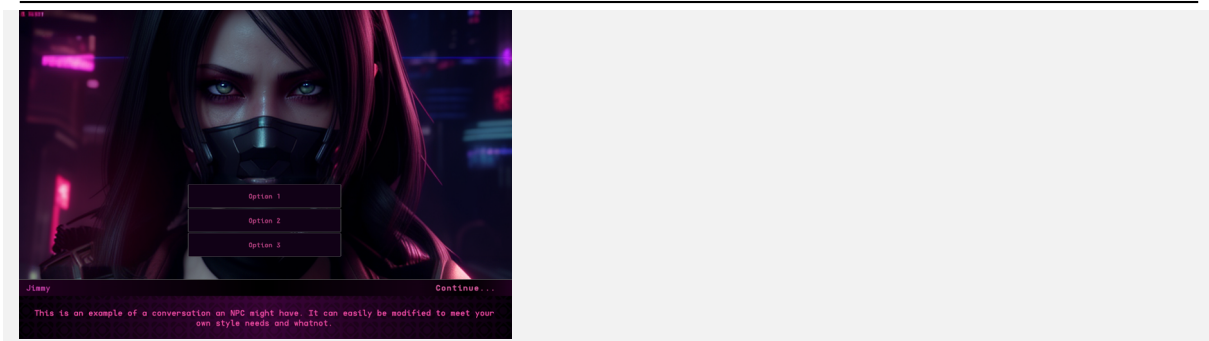 Option 1
Option 2
Option 3
Jimmy
Continue...
This is an example of a conversation an NPC might have. It can easily be modified to meet your
own style needs and whatnot.